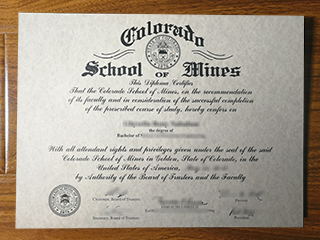 Colorado
School of Mines
This Diploma Certifies
That the Colorado School of Mines, on the recommendation
of its faculty and in consideration of the successful completion
of the prescribed course of study, hereby confers on
the degree of
Bachelor of
With all attendant rights and privileges given under the seal of the said
Colorado School of Mines in Golden, State of Colorado, in the
United States of America,
by Authority of the Board of Trustees and the Faculty